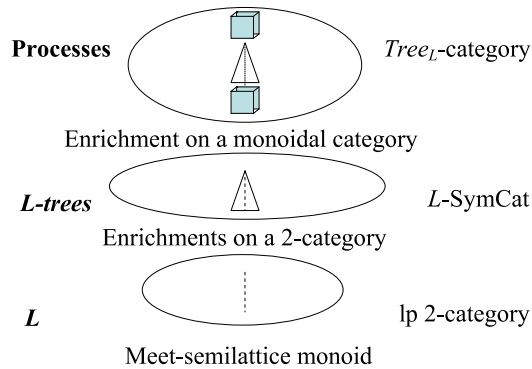 Processes
Tree_L-category
Enrichment on a monoidal category
L-trees
L-SymCat
Enrichments on a 2-category
L
lp 2-category
Meet-semilattice monoid